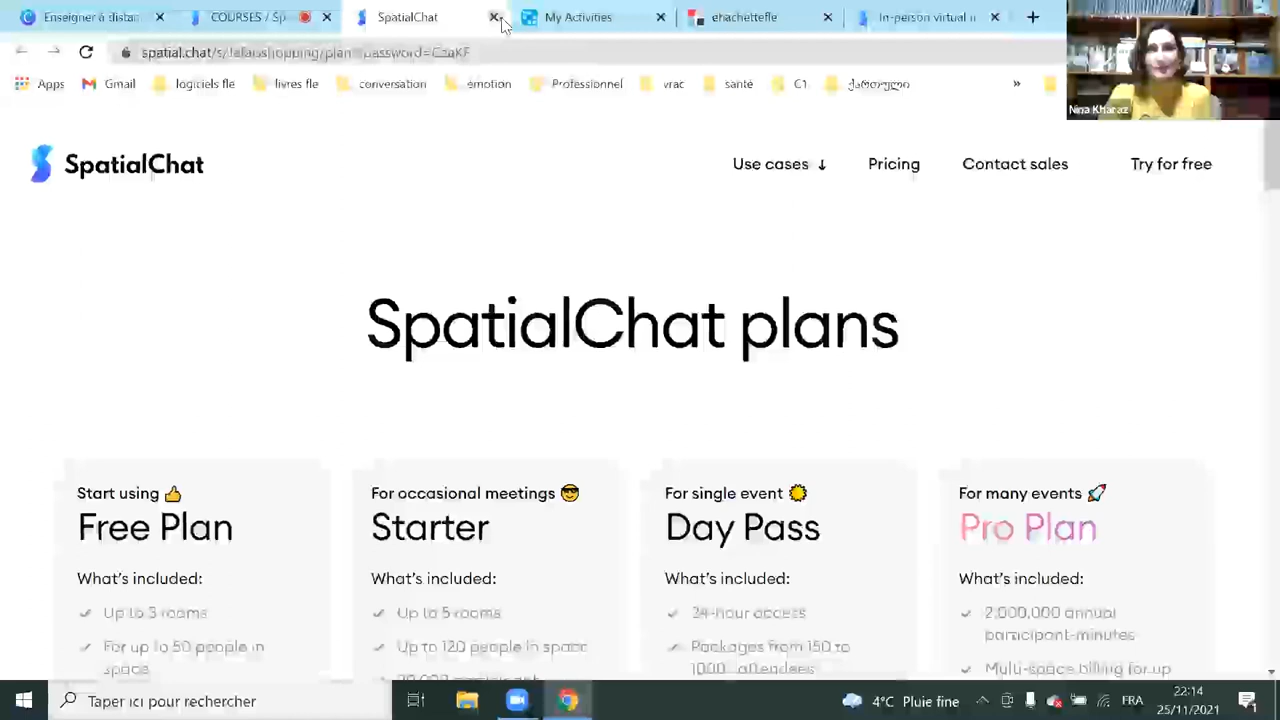 Enseigner à distan
COURSES / Sp
SpatialChat
My Activities
ehachettefle
In-person virtual n
Apps
Gmail
logiciels fle
livres fle
conversation
émotion
Professionnel
vrac
santé
C1
ქართული
»
Nina Kharaz
SpatialChat
Use cases ↓
Pricing
Contact sales
Try for free
SpatialChat plans
Start using 👍
Free Plan
What's included:
Up to 3 rooms
For up to 50 people in
space
For occasional meetings 😎
Starter
What's included:
Up to 5 rooms
Up to 120 people in space
For single event
Day Pass
What's included:
24-hour access
Packages from 150 to
1000 attendees
For many events 🚀
Pro Plan
What's included:
2,000,000 annual
participant-minutes
Multi-space billing for up
Taper ici pour rechercher
4°C Pluie fine
FRA
22:14
25/11/2021